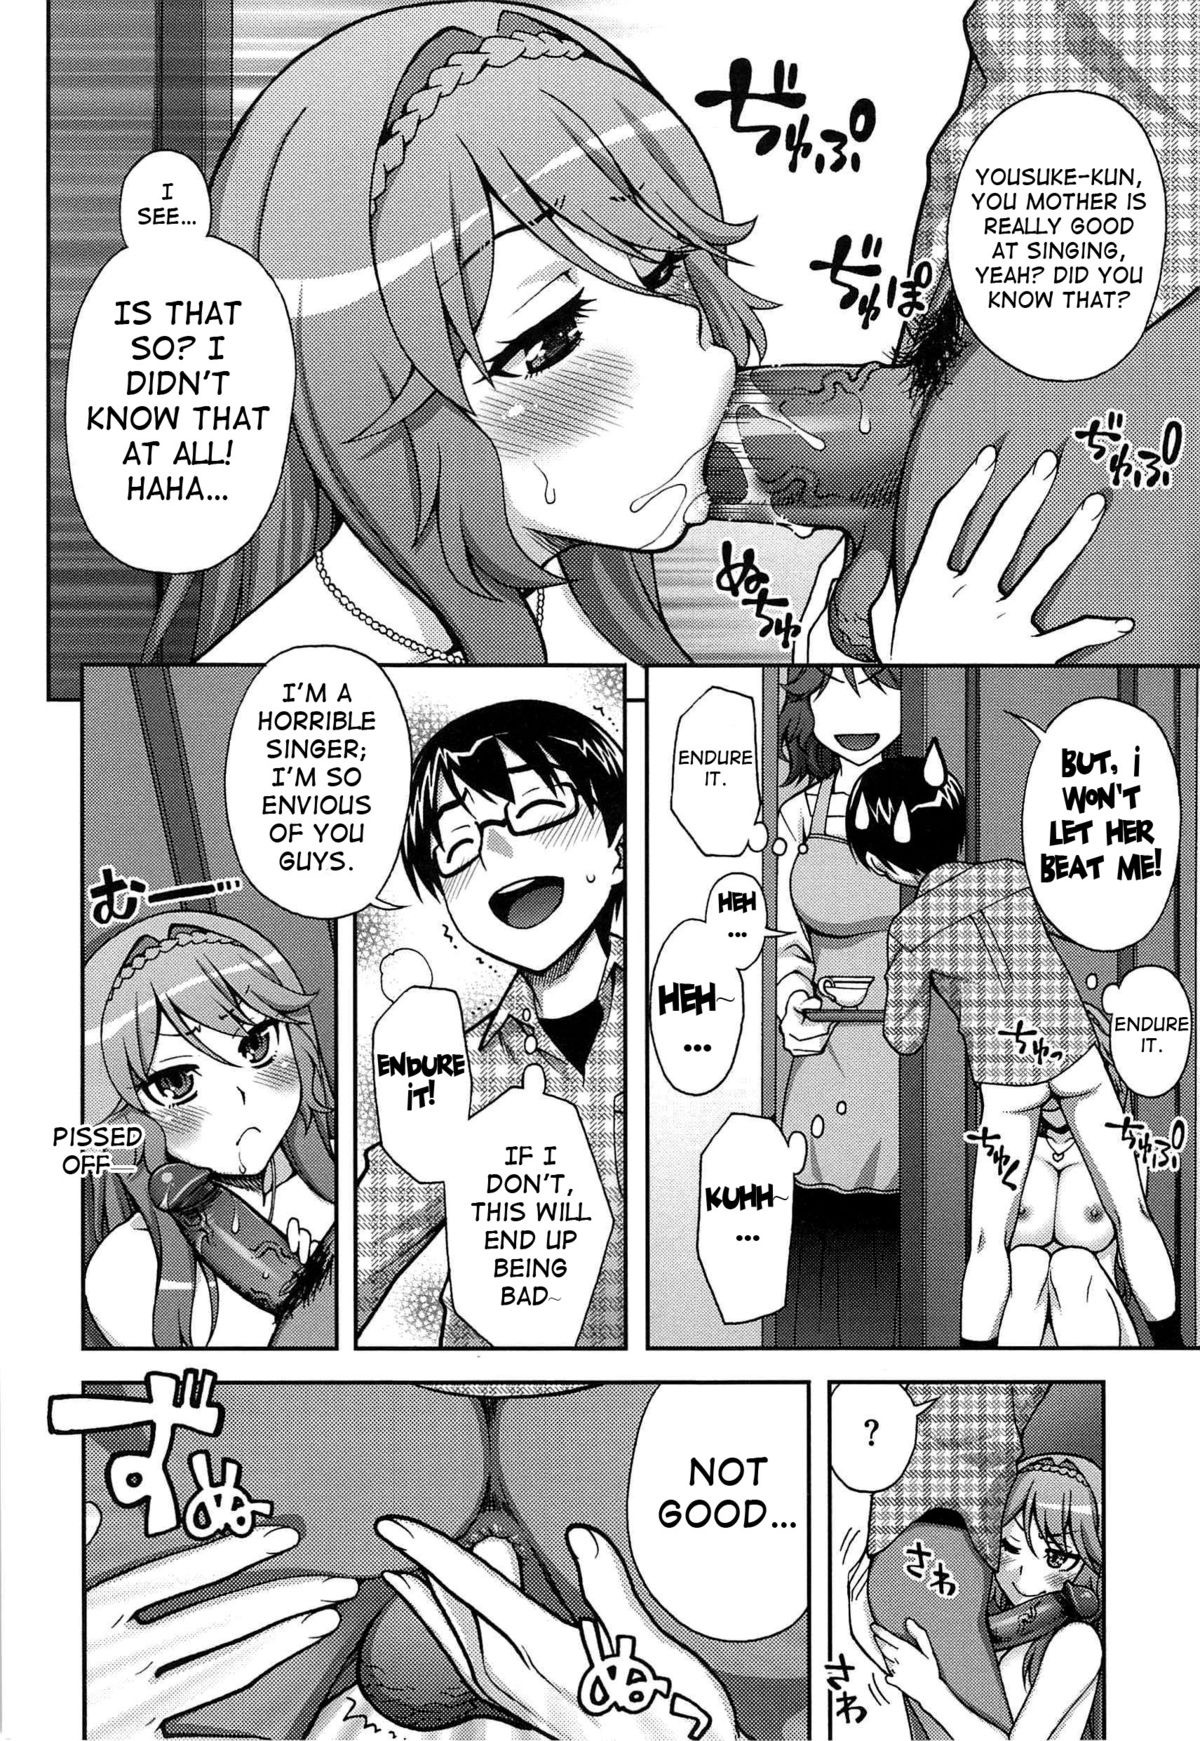 YOUSUKE-KUN,
YOU MOTHER IS
REALLY GOOD
AT SINGING,
YEAH? DID YOU
KNOW THAT?
ぢゅぷ
ぢゅぽ
ぢゅぷ
ぬちゅ
I
SEE...
IS THAT
SO? I
DIDN'T
KNOW THAT
AT ALL!
HAHA...
BUT, I
WON'T
LET HER
BEAT ME!
ENDURE
IT.
ENDURE
IT.
HEH
...
HEH~
...
KUHH~
...
ちゅっ
ちゅく
ちゅぷ
ENDURE
IT!
IF I
DON'T,
THIS WILL
END UP
BEING
BAD~
I'M A
HORRIBLE
SINGER;
I'M SO
ENVIOUS
OF YOU
GUYS.
むー…
PISSED
OFF—
?
さわ
さわ
NOT
GOOD...
ずぬー
ぬ〜